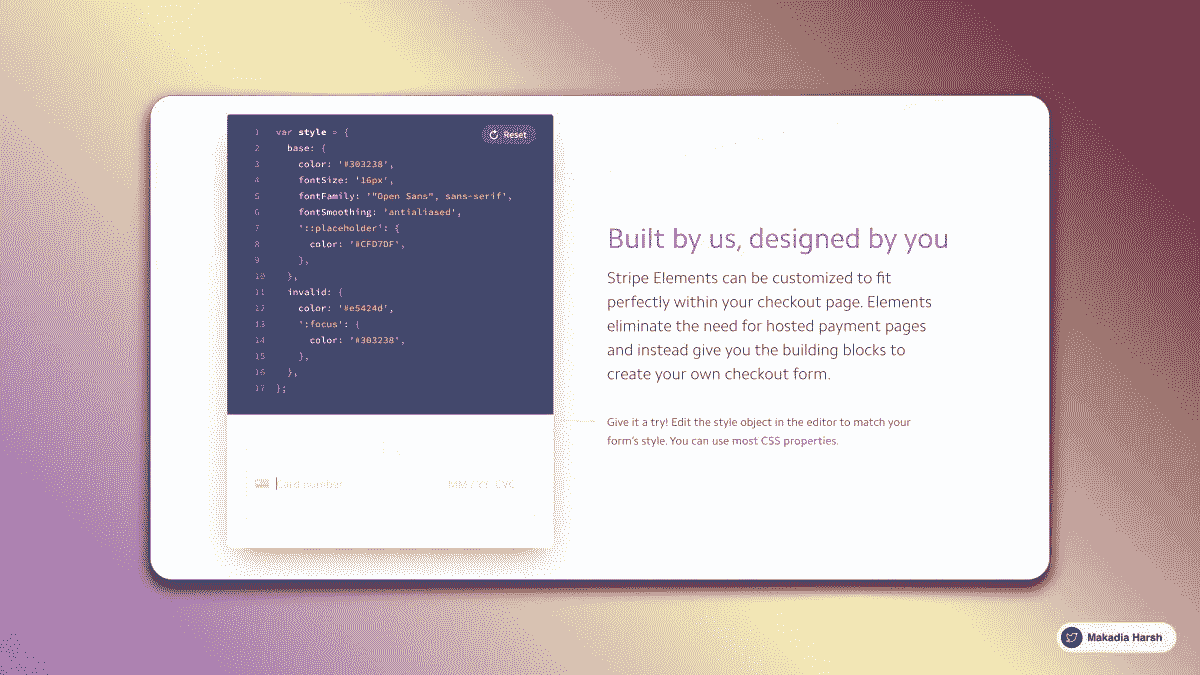 1 var style = {
2 base: {
3 color: '#303238',
4 fontSize: '16px',
5 fontFamily: '"Open Sans", sans-serif',
6 fontSmoothing: 'antialiased',
7 '::placeholder': {
8 color: '#CFD7DF',
9 },
10 },
11 invalid: {
12 color: '#e5424d',
13 ':focus': {
14 color: '#303238',
15 },
16 },
17 };
Reset
Card number MM / YY CVC
Built by us, designed by you
Stripe Elements can be customized to fit
perfectly within your checkout page. Elements
eliminate the need for hosted payment pages
and instead give you the building blocks to
create your own checkout form.
Give it a try! Edit the style object in the editor to match your
form's style. You can use most CSS properties.
Makadia Harsh